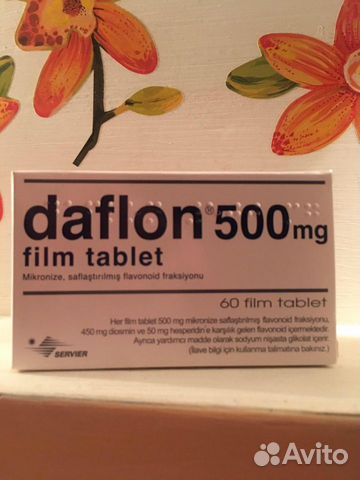 daflon® 500 mg
film tablet
Mikronize, saflaştırılmış flavonoid fraksiyonu
60 film tablet
Her film tablet 500 mg mikronize saflaştırılmış flavonoid fraksiyonu,
450 mg diosmin ve 50 mg hesperidin'e karşılık gelen flavonoid içermektedir.
Ayrıca yardımcı madde olarak sodyum nişasta glikolat içerir.
(İlave bilgi için kullanma talimatına bakınız.)
SERVIER
Avito